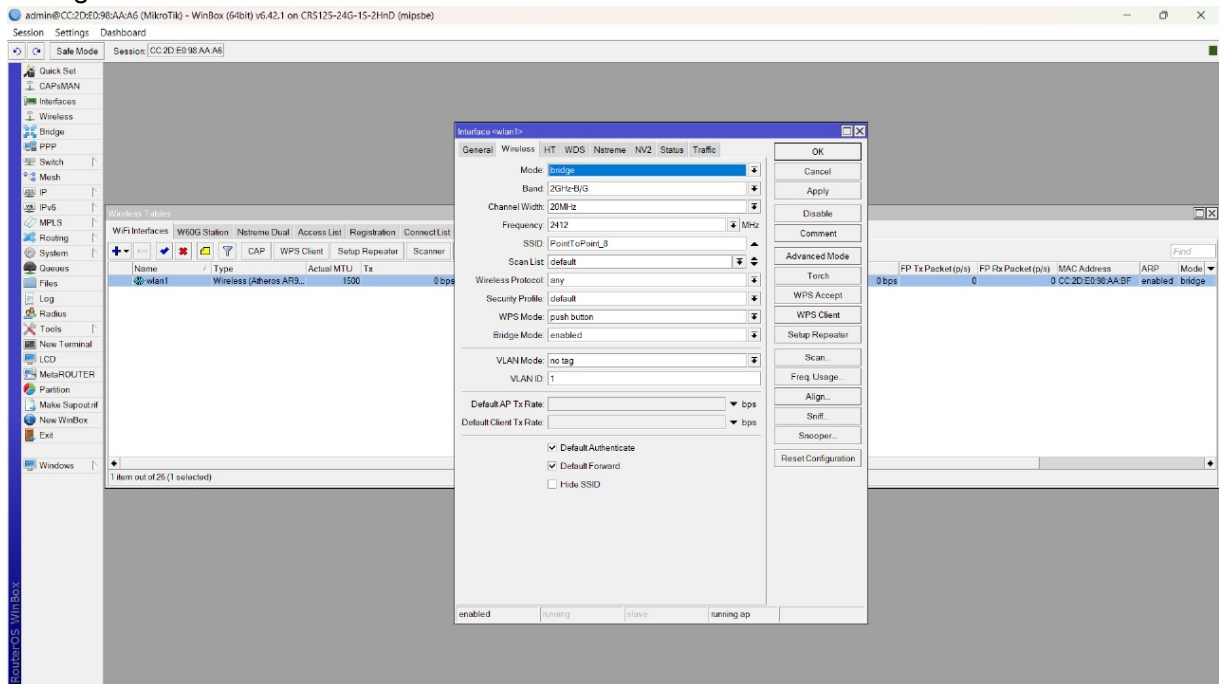 admin@CC:2D:E0:98:AA:A6 (MikroTik) - WinBox (64bit) v6.42.1 on CRS125-24G-1S-2HnD (mipsbe)
Session Settings Dashboard
Safe Mode Session: CC:2D:E0:98:AA:A6
Quick Set
CAPsMAN
Interfaces
Wireless
Bridge
PPP
Switch
Mesh
IP
IPv6
MPLS
Routing
System
Queues
Files
Log
Radius
Tools
New Terminal
LCD
MetaROUTER
Partition
Make Supout.rif
New WinBox
Exit
Windows
RouterOS WinBox
Wireless Tables
WiFi Interfaces W60G Station Nstreme Dual Access List Registration Connect List
CAP WPS Client Setup Repeater Scanner Find
Name Type Actual MTU Tx FP Tx Packet (p/s) FP Rx Packet (p/s) MAC Address ARP Mode
wlan1 Wireless (Atheros AR9... 1500 0 bps 0 bps 0 0 CC:2D:E0:98:AA:BF enabled bridge
1 item out of 26 (1 selected)
Interface <wlan1>
General Wireless HT WDS Nstreme NV2 Status Traffic
Mode: bridge
Band: 2GHz-B/G
Channel Width: 20MHz
Frequency: 2412 MHz
SSID: PointToPoint_8
Scan List: default
Wireless Protocol: any
Security Profile: default
WPS Mode: push button
Bridge Mode: enabled
VLAN Mode: no tag
VLAN ID: 1
Default AP Tx Rate: bps
Default Client Tx Rate: bps
Default Authenticate
Default Forward
Hide SSID
OK
Cancel
Apply
Disable
Comment
Advanced Mode
Torch
WPS Accept
WPS Client
Setup Repeater
Scan...
Freq. Usage...
Align...
Sniff...
Snooper...
Reset Configuration
enabled running slave running ap